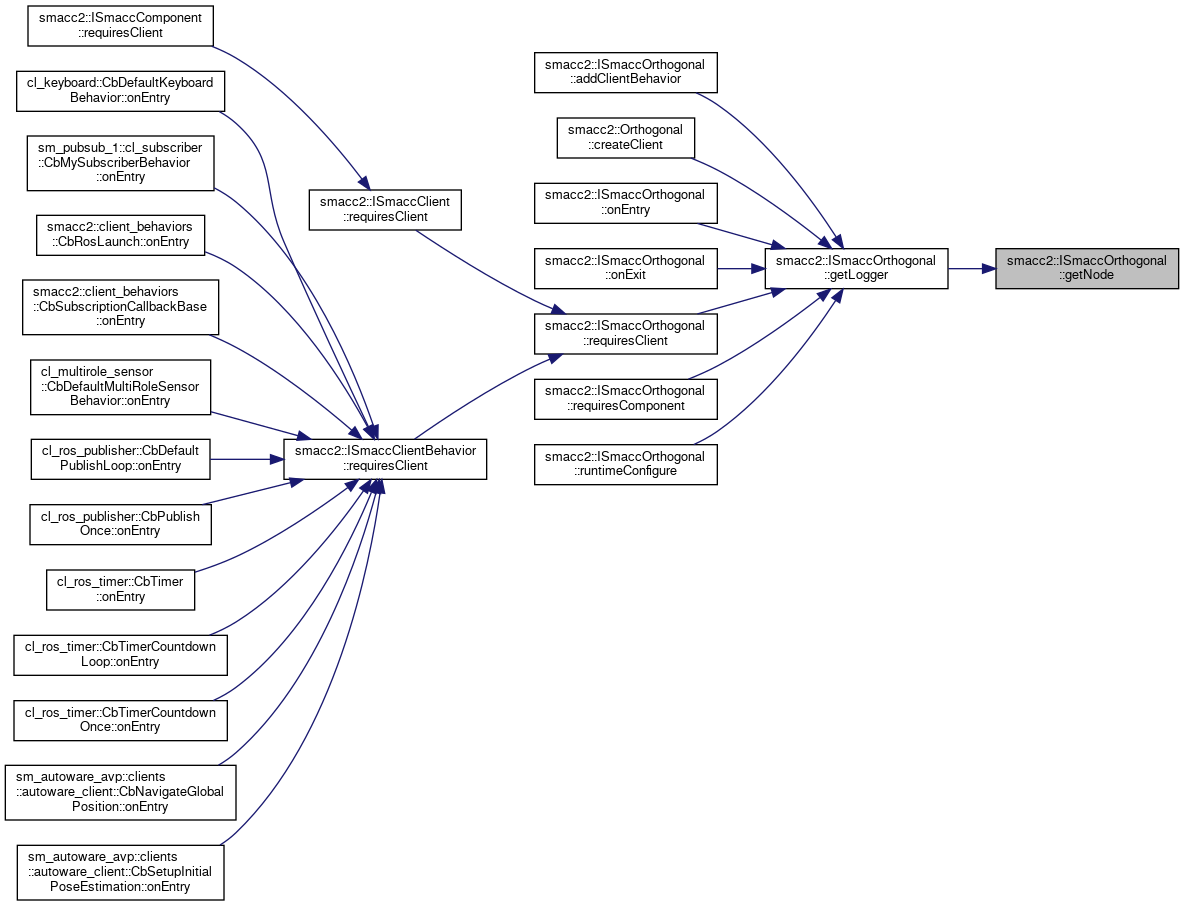 smacc2::ISmaccComponent
::requiresClient
cl_keyboard::CbDefaultKeyboard
Behavior::onEntry
sm_pubsub_1::cl_subscriber
::CbMySubscriberBehavior
::onEntry
smacc2::client_behaviors
::CbRosLaunch::onEntry
smacc2::client_behaviors
::CbSubscriptionCallbackBase
::onEntry
cl_multirole_sensor
::CbDefaultMultiRoleSensor
Behavior::onEntry
cl_ros_publisher::CbDefault
PublishLoop::onEntry
cl_ros_publisher::CbPublish
Once::onEntry
cl_ros_timer::CbTimer
::onEntry
cl_ros_timer::CbTimerCountdown
Loop::onEntry
cl_ros_timer::CbTimerCountdown
Once::onEntry
sm_autoware_avp::clients
::autoware_client::CbNavigateGlobal
Position::onEntry
sm_autoware_avp::clients
::autoware_client::CbSetupInitial
PoseEstimation::onEntry
smacc2::ISmaccClient
::requiresClient
smacc2::ISmaccClientBehavior
::requiresClient
smacc2::ISmaccOrthogonal
::addClientBehavior
smacc2::Orthogonal
::createClient
smacc2::ISmaccOrthogonal
::onEntry
smacc2::ISmaccOrthogonal
::onExit
smacc2::ISmaccOrthogonal
::requiresClient
smacc2::ISmaccOrthogonal
::requiresComponent
smacc2::ISmaccOrthogonal
::runtimeConfigure
smacc2::ISmaccOrthogonal
::getLogger
smacc2::ISmaccOrthogonal
::getNode